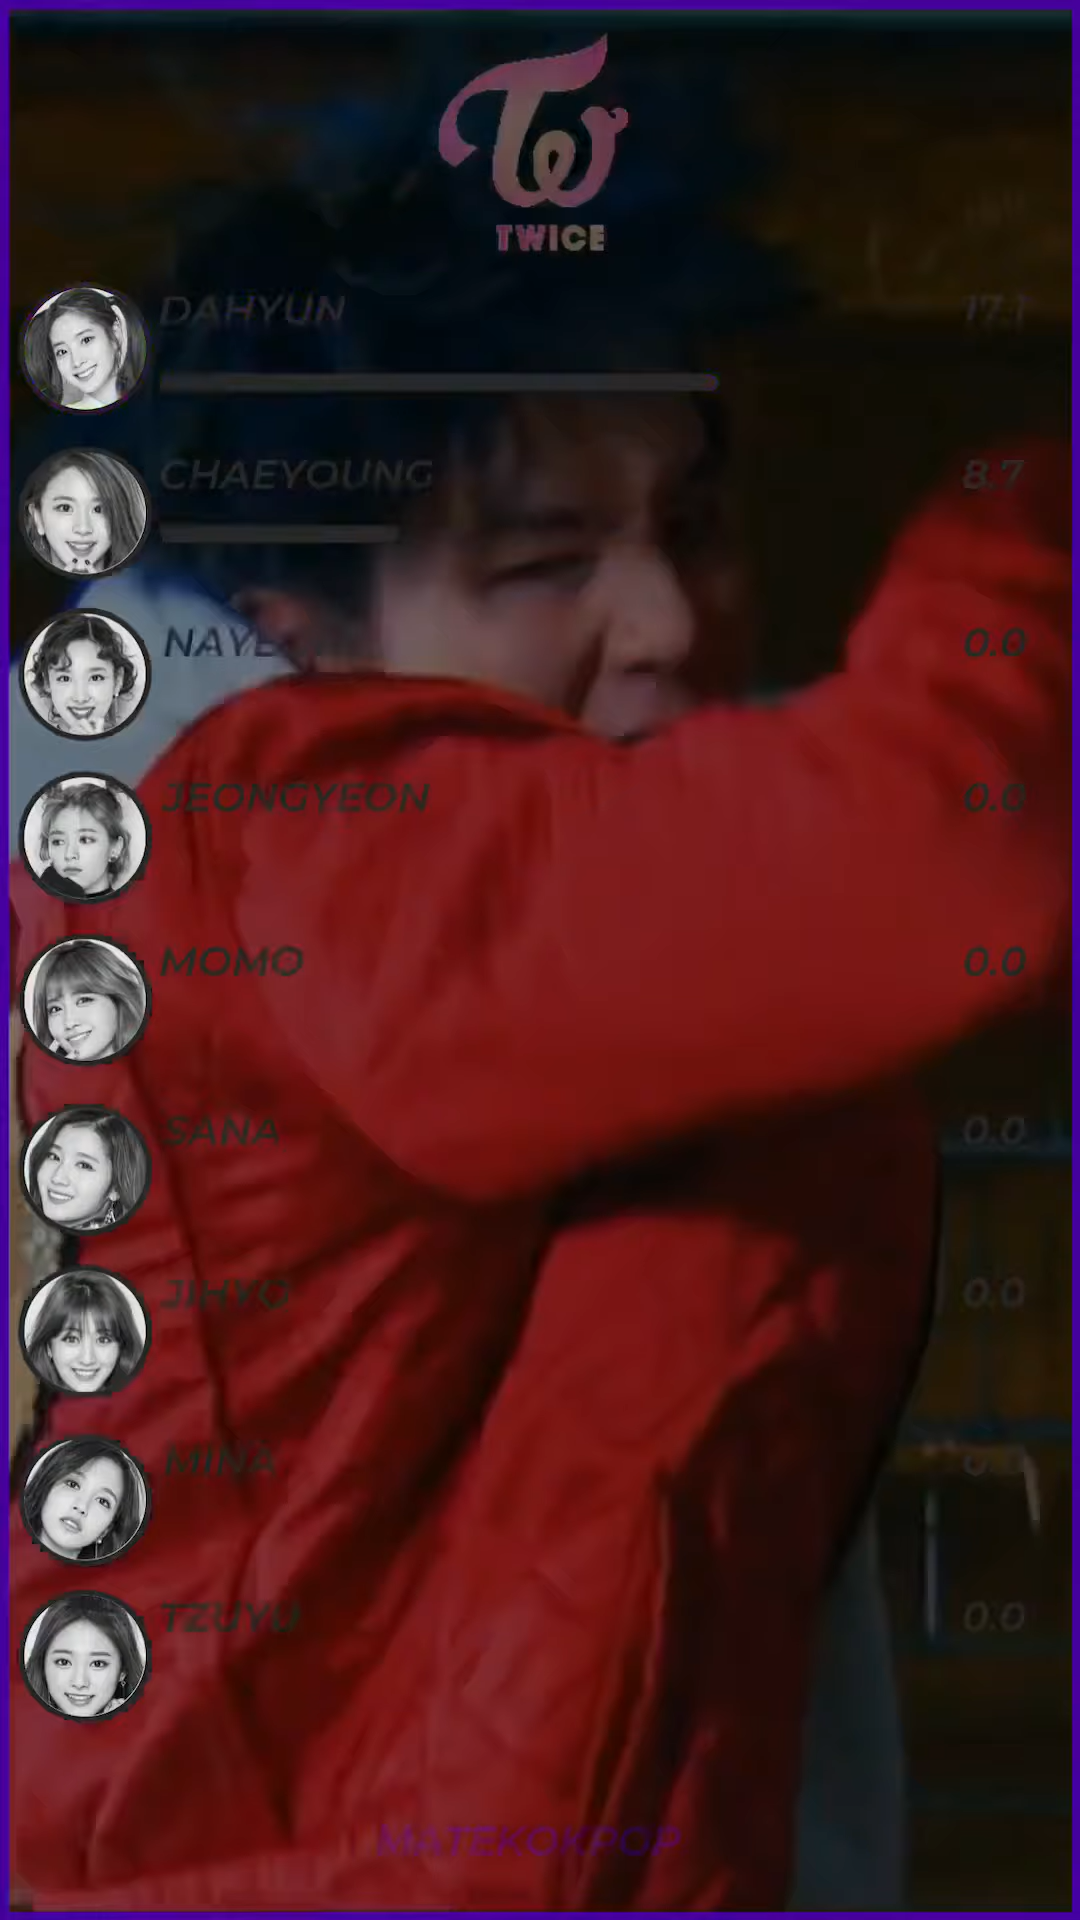 Tw
TWICE
DAHYUN 17.1
CHAEYOUNG 8.7
0.0
JEONGYEON 0.0
MOMO 0.0
SANA 0.0
JIHYO 0.0
MINA
TZUYU 0.0
MATEKOKPOP